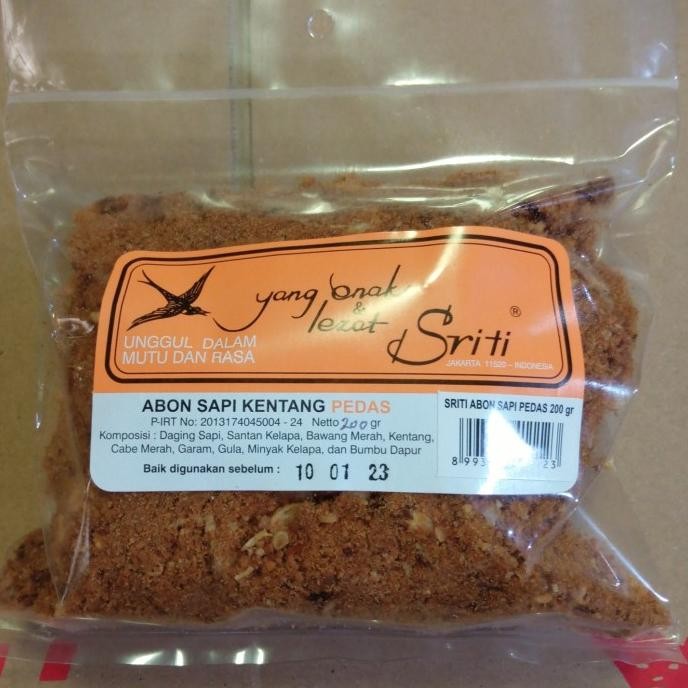 yang enak
& lezat Sriti ®
UNGGUL DALAM
MUTU DAN RASA
JAKARTA 11520 - INDONESIA
ABON SAPI KENTANG PEDAS
P-IRT No: 2013174045004 - 24 Netto 200 gr
Komposisi : Daging Sapi, Santan Kelapa, Bawang Merah, Kentang,
Cabe Merah, Garam, Gula, Minyak Kelapa, dan Bumbu Dapur
Baik digunakan sebelum : 10 01 23
SRITI ABON SAPI PEDAS 200 gr